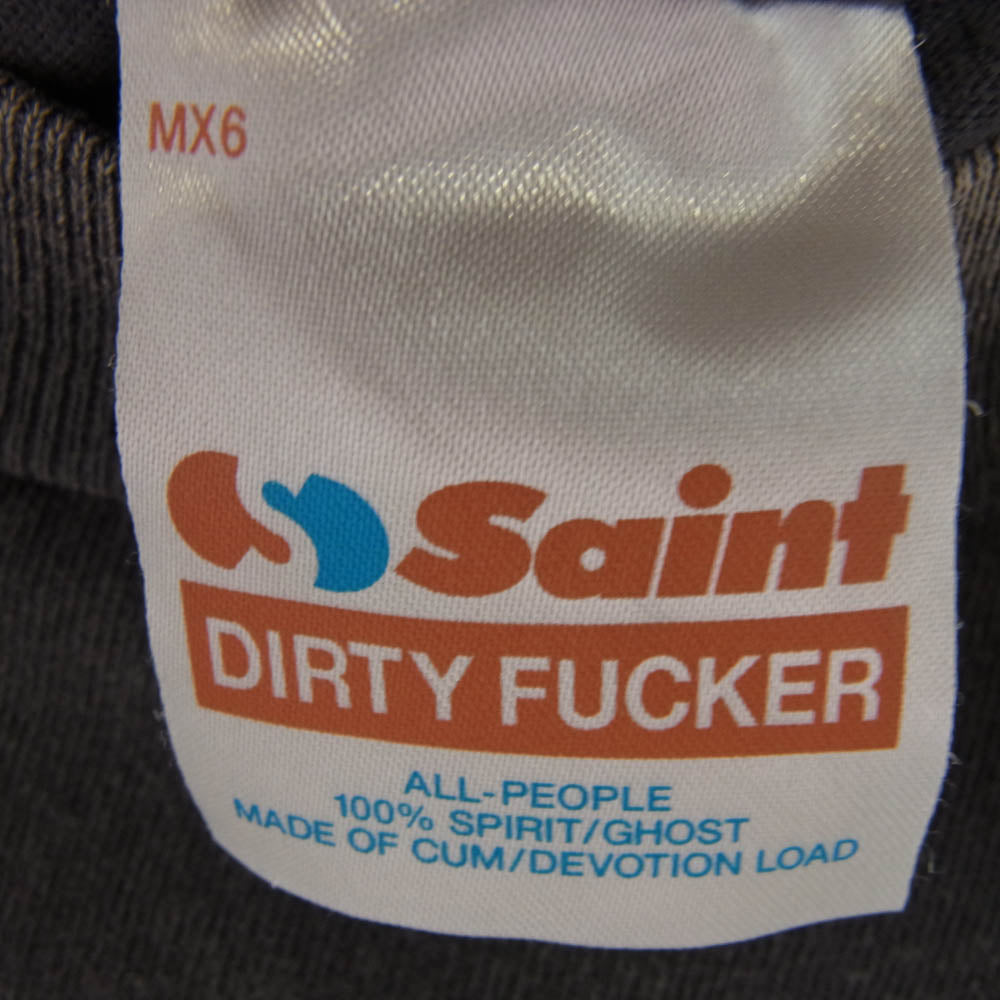 MX6
Saint
DIRTY FUCKER
ALL-PEOPLE
100% SPIRIT/GHOST
MADE OF CUM/DEVOTION LOAD